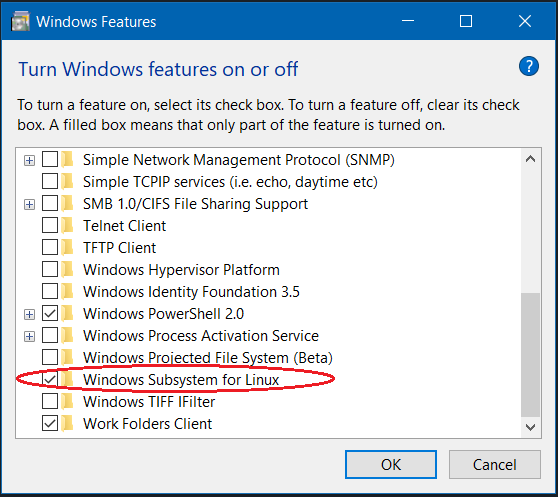 Windows Features
Turn Windows features on or off
?
To turn a feature on, select its check box. To turn a feature off, clear its check
box. A filled box means that only part of the feature is turned on.
Simple Network Management Protocol (SNMP)
Simple TCPIP services (i.e. echo, daytime etc)
SMB 1.0/CIFS File Sharing Support
Telnet Client
TFTP Client
Windows Hypervisor Platform
Windows Identity Foundation 3.5
Windows PowerShell 2.0
Windows Process Activation Service
Windows Projected File System (Beta)
Windows Subsystem for Linux
Windows TIFF IFilter
Work Folders Client
OK Cancel